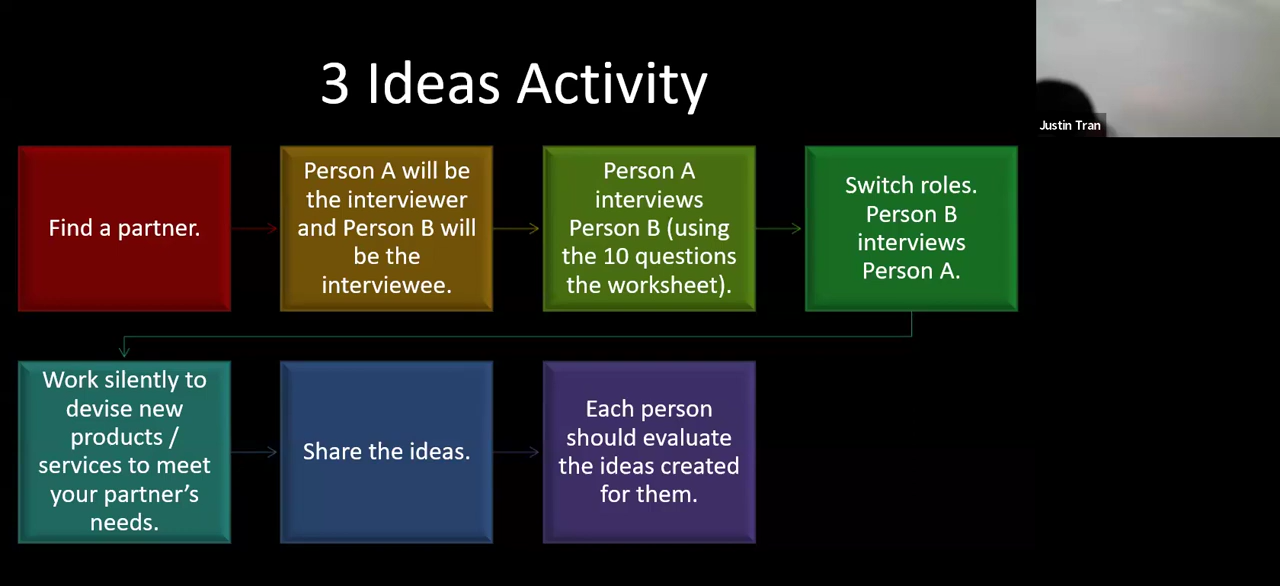 3 Ideas Activity
Justin Tran
Find a partner.
Person A will be
the interviewer
and Person B will
be the
interviewee.
Person A
interviews
Person B (using
the 10 questions
the worksheet).
Switch roles.
Person B
interviews
Person A.
Work silently to
devise new
products /
services to meet
your partner’s
needs.
Share the ideas.
Each person
should evaluate
the ideas created
for them.